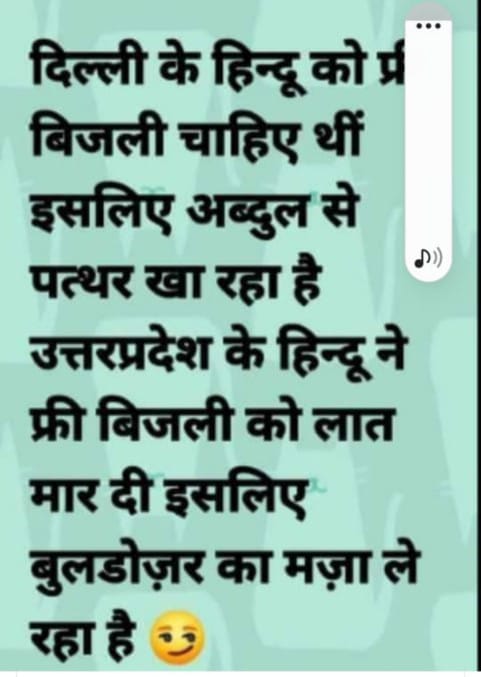 दिल्ली के हिन्दू को
बिजली चाहिए थीं
इसलिए अब्दुल से
पत्थर खा रहा है
उत्तरप्रदेश के हिन्दू ने
फ्री बिजली को लात
मार दी इसलिए
बुलडोज़र का मज़ा ले
रहा है 😏